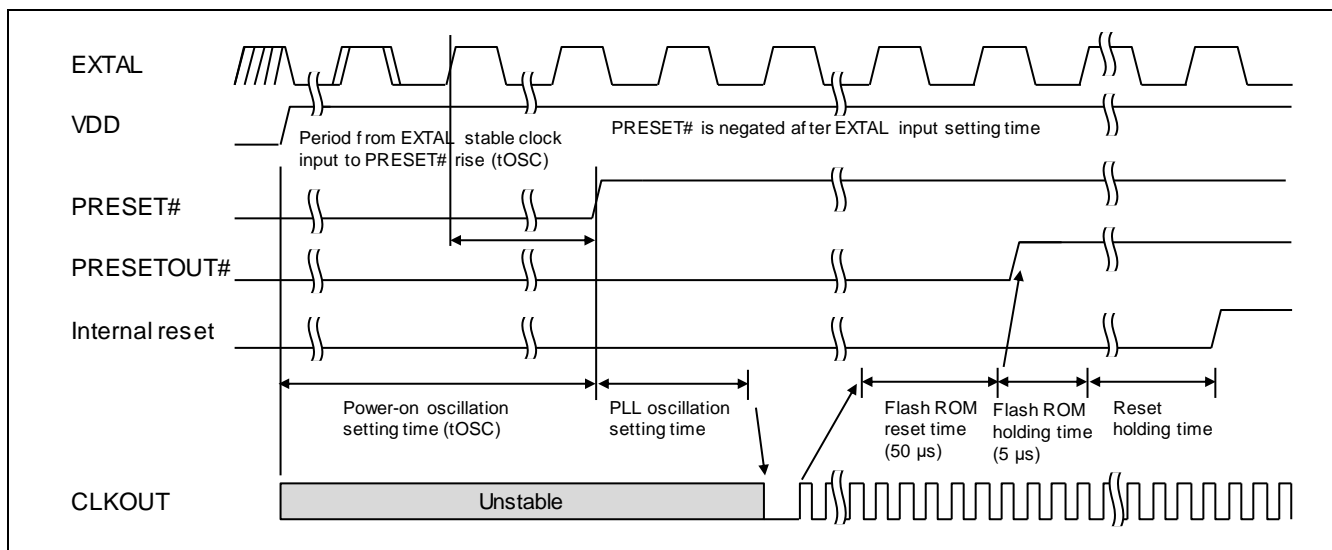 EXTAL
VDD
Period from EXTAL stable clock
input to PRESET# rise (tOSC)
PRESET# is negated after EXTAL input setting time
PRESET#
PRESETOUT#
Internal reset
Power-on oscillation
setting time (tOSC)
PLL oscillation
setting time
Flash ROM
reset time
(50 µs)
Flash ROM
holding time
(5 µs)
Reset
holding time
CLKOUT
Unstable